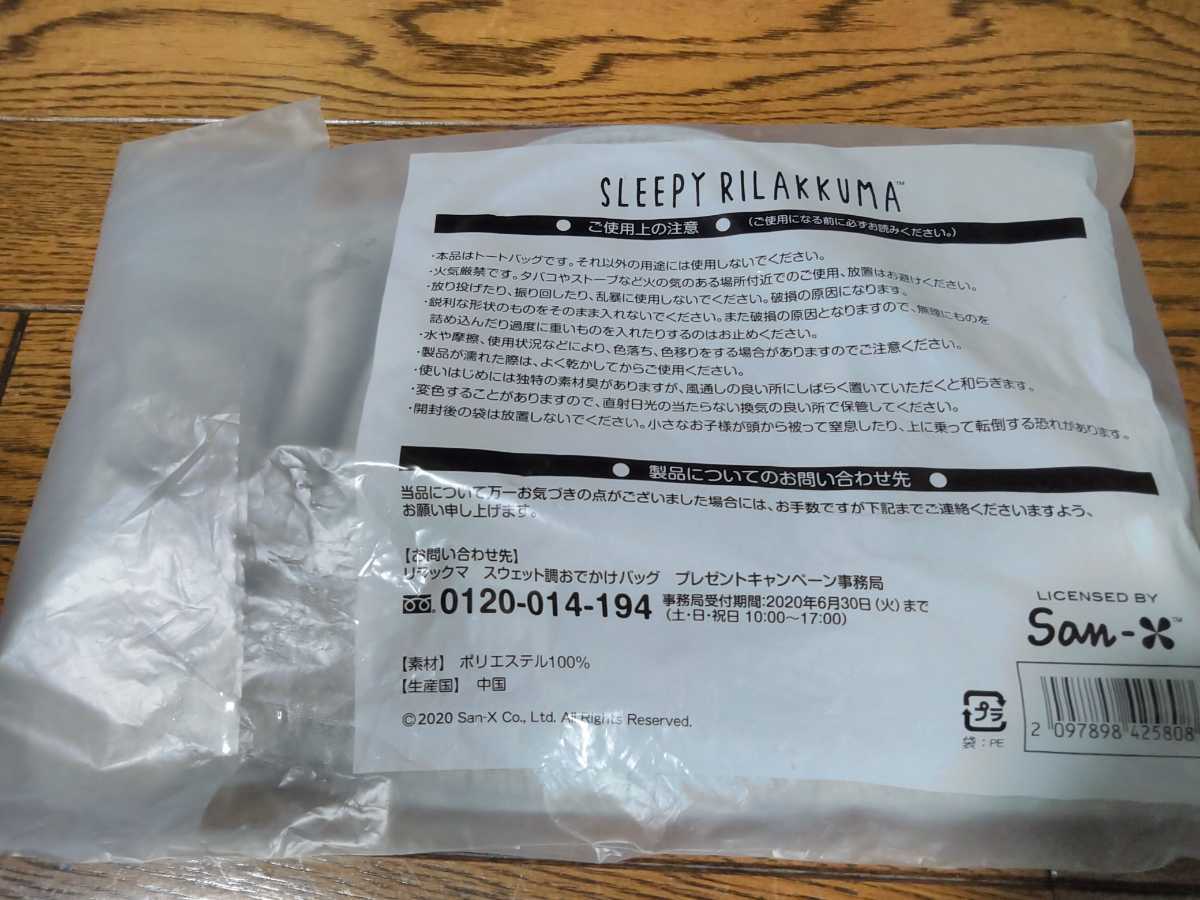 SLEEPY RILAKKUMA™
● ご使用上の注意 ● (ご使用になる前に必ずお読みください。)
・本品はトートバッグです。それ以外の用途には使用しないでください。
・火気厳禁です。タバコやストーブなど火の気のある場所付近でのご使用、放置はお避けください。
・放り投げたり、振り回したり、乱暴に使用しないでください。破損の原因になります。
・鋭利な形状のものをそのまま入れないでください。また破損の原因となりますので、無理にものを
詰め込んだり過度に重いものを入れたりするのはお止めください。
・水や摩擦、使用状況などにより、色落ち、色移りをする場合がありますのでご注意ください。
・製品が濡れた際は、よく乾かしてからご使用ください。
・使いはじめには独特の素材臭がありますが、風通しの良い所にしばらく置いていただくと和らぎます。
・変色することがありますので、直射日光の当たらない換気の良い所で保管してください。
・開封後の袋は放置しないでください。小さなお子様が頭から被って窒息したり、上に乗って転倒する恐れがあります。
● 製品についてのお問い合わせ先 ●
当品について万一お気づきの点がございました場合には、お手数ですが下記までご連絡くださいますよう、
お願い申し上げます。
【お問い合わせ先】
リラックマ スウェット調おでかけバッグ プレゼントキャンペーン事務局
0120-014-194 事務局受付期間:2020年6月30日(火)まで
(土・日・祝日 10:00〜17:00)
【素材】 ポリエステル100%
【生産国】 中国
©2020 San-X Co., Ltd. All Rights Reserved.
LICENSED BY
San-X™
プラ
袋:PE
2 097898 425808